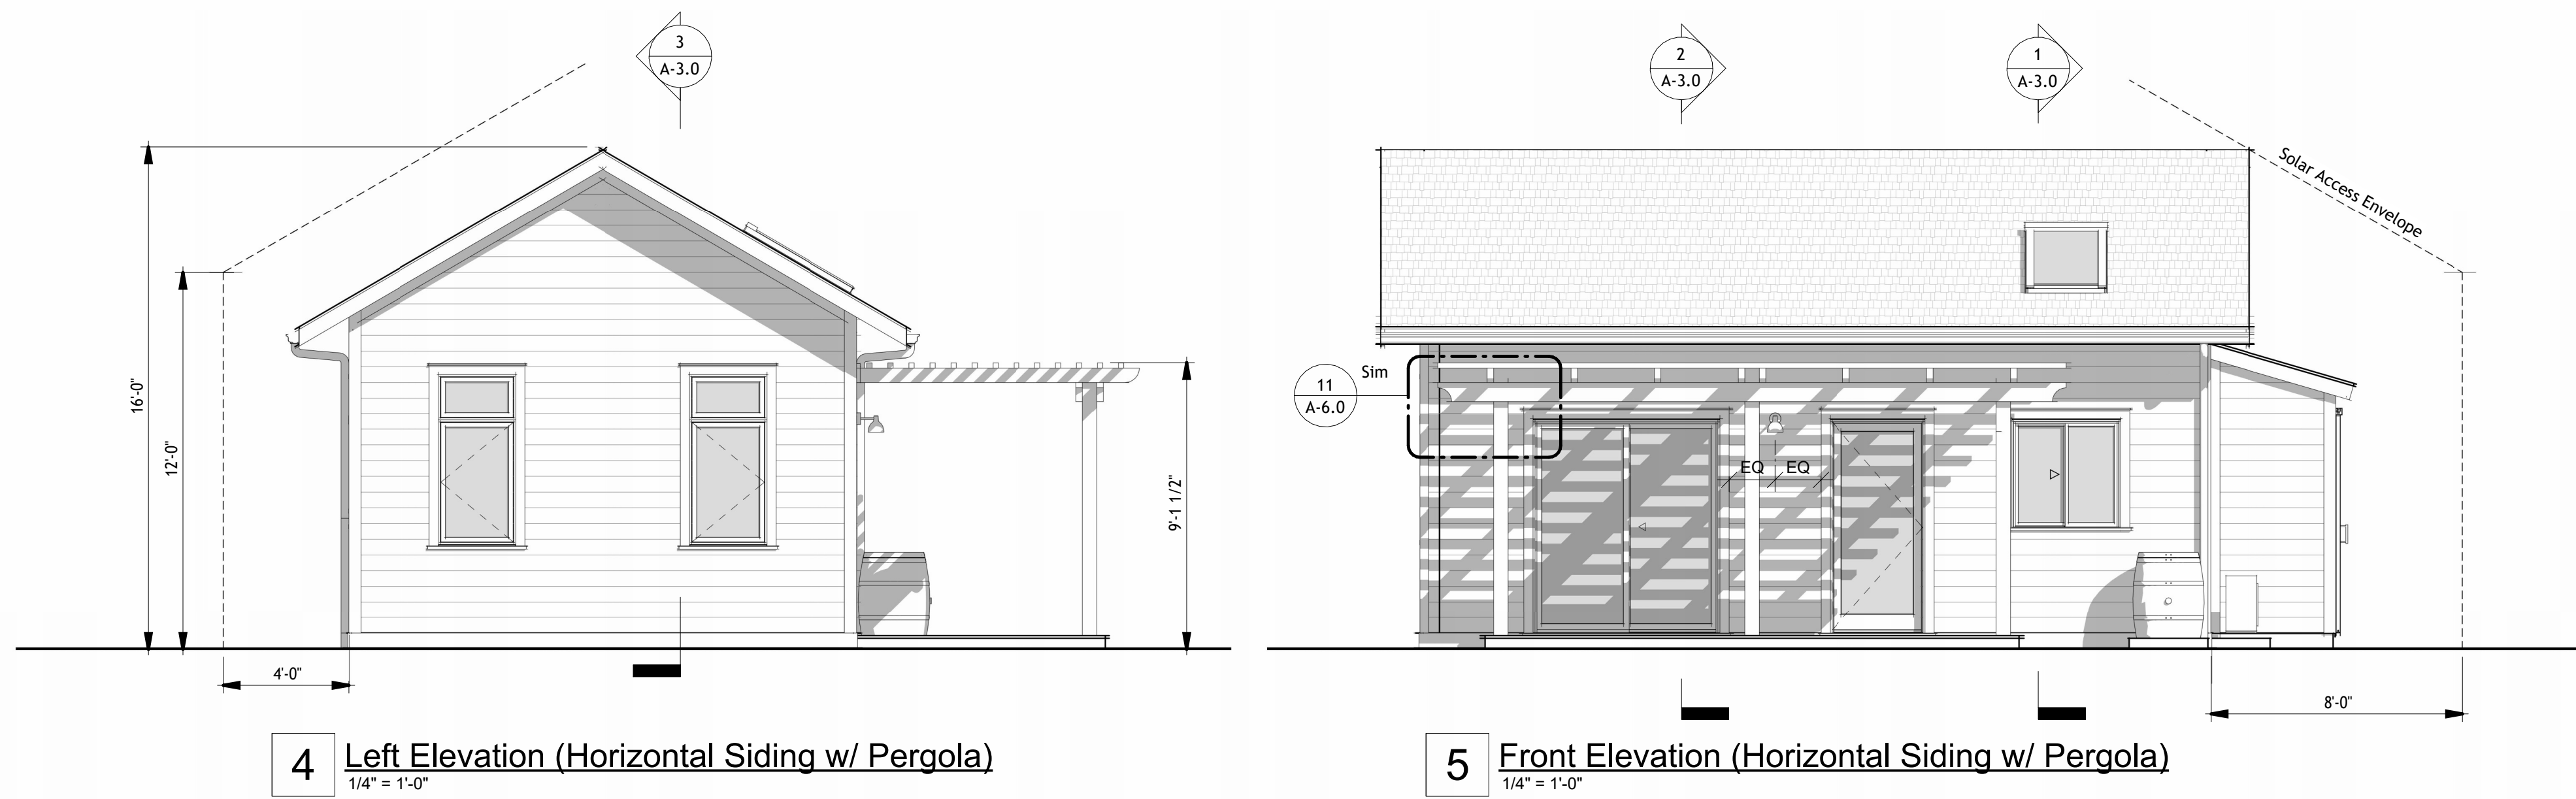 3
A-3.0
16'-0"
12'-0"
9'-1 1/2"
4'-0"
4
Left Elevation (Horizontal Siding w/ Pergola)
1/4" = 1'-0"
2
A-3.0
1
A-3.0
Solar Access Envelope
11
A-6.0
Sim
EQ EQ
8'-0"
5
Front Elevation (Horizontal Siding w/ Pergola)
1/4" = 1'-0"